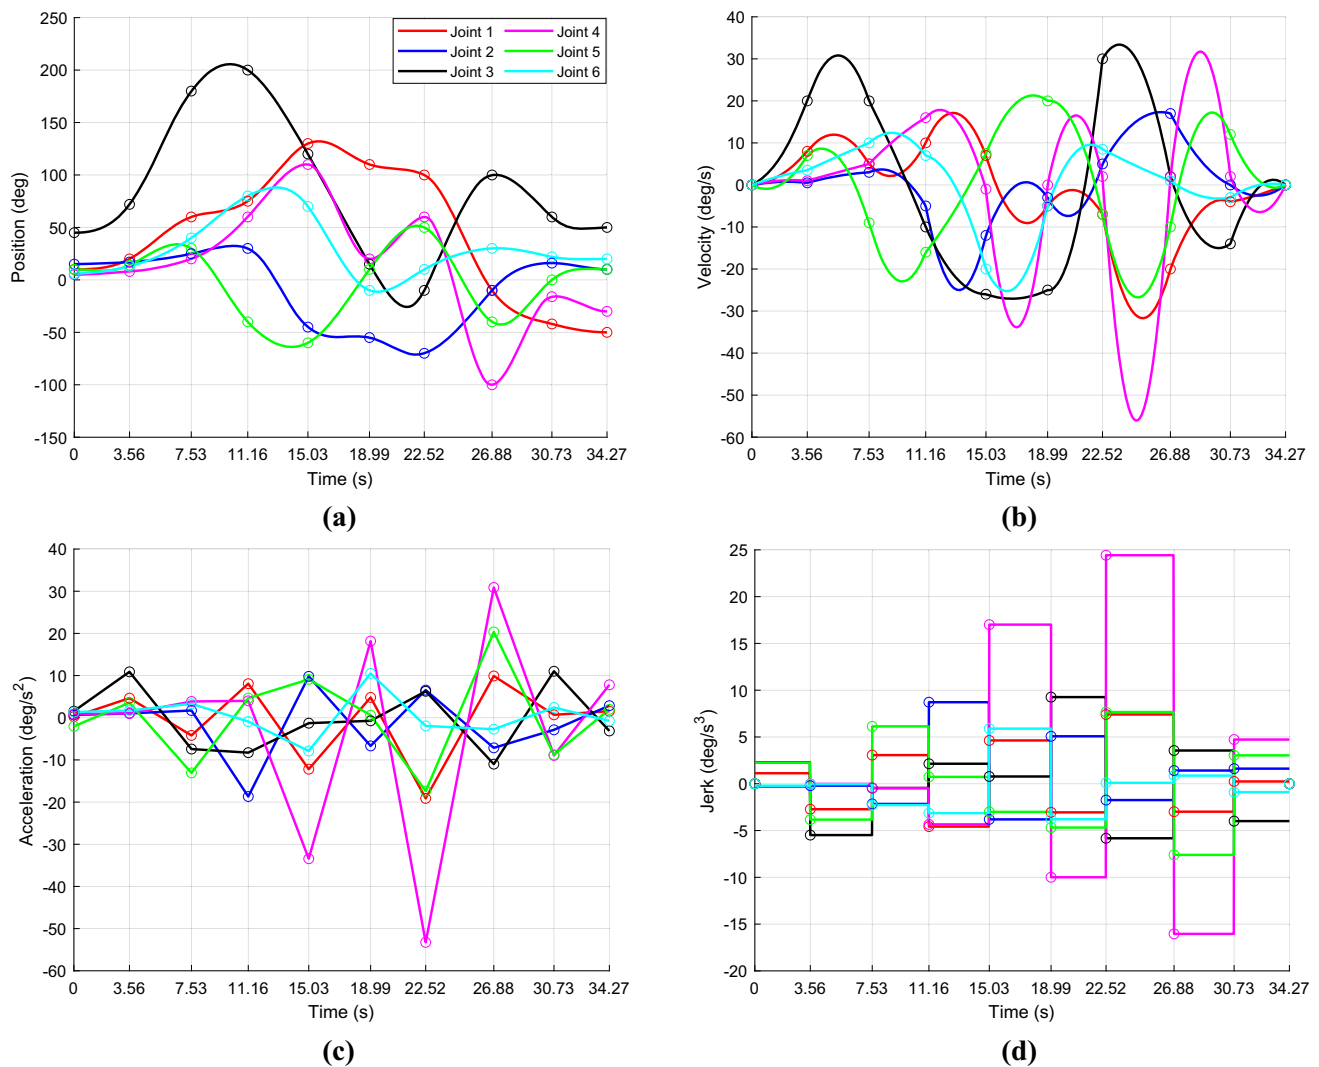 250
200
150
100
50
0
-50
-100
-150
Position (deg)
Joint 1 Joint 4
Joint 2 Joint 5
Joint 3 Joint 6
0 3.56 7.53 11.16 15.03 18.99 22.52 26.88 30.73 34.27
Time (s)
(a)
40
30
20
10
0
-10
-20
-30
-40
-50
-60
Velocity (deg/s)
0 3.56 7.53 11.16 15.03 18.99 22.52 26.88 30.73 34.27
Time (s)
(b)
40
30
20
10
0
-10
-20
-30
-40
-50
-60
Acceleration (deg/s²)
0 3.56 7.53 11.16 15.03 18.99 22.52 26.88 30.73 34.27
Time (s)
(c)
25
20
15
10
5
0
-5
-10
-15
-20
Jerk (deg/s³)
0 3.56 7.53 11.16 15.03 18.99 22.52 26.88 30.73 34.27
Time (s)
(d)